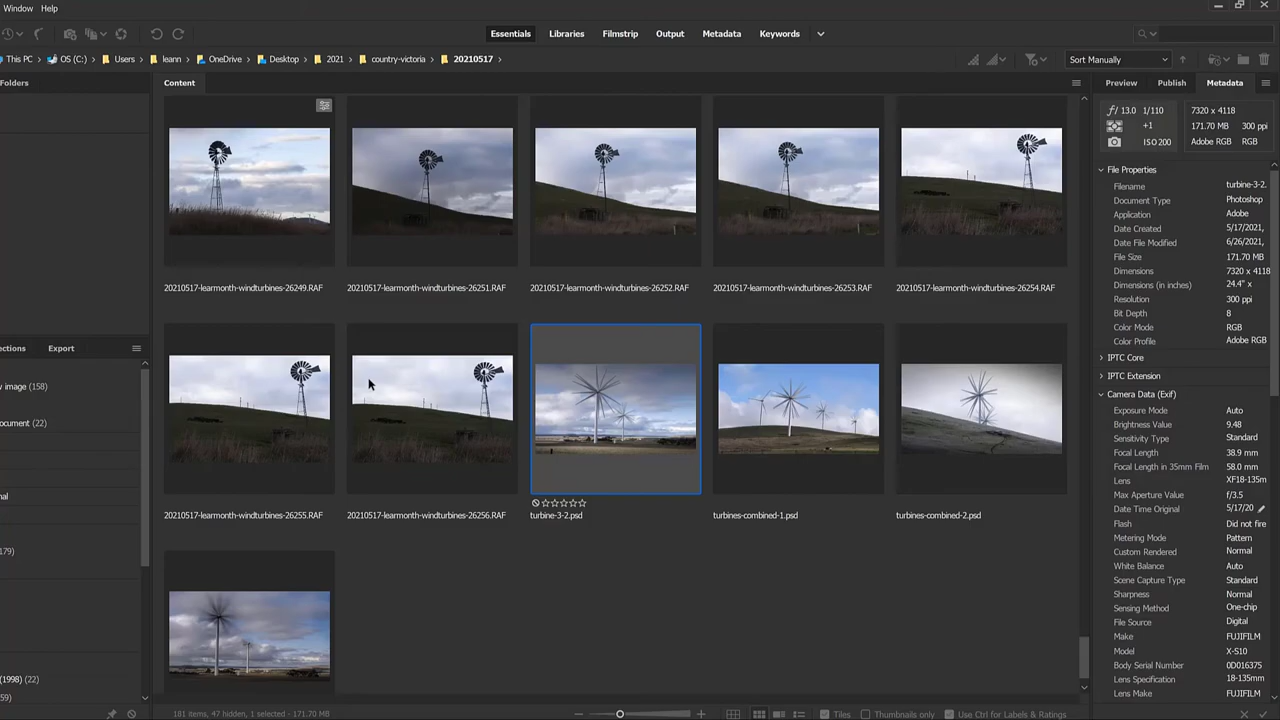 Window Help
Essentials Libraries Filmstrip Output Metadata Keywords
This PC OS (C:) Users leann OneDrive Desktop 2021 country-victoria 20210517
Sort Manually
Folders
Content
Preview Publish Metadata
f/ 13.0 1/110
+1
ISO 200
7320 x 4118
171.70 MB 300 ppi
Adobe RGB RGB
File Properties
Filename turbine-3-2.
Document Type Photoshop
Application Adobe
Date Created 5/17/2021,
Date File Modified 6/26/2021,
File Size 171.70 MB
Dimensions 7320 x 4118
Dimensions (in inches) 24.4" x
Resolution 300 ppi
Bit Depth 8
Color Mode RGB
Color Profile Adobe RGB
IPTC Core
IPTC Extension
Camera Data (Exif)
Exposure Mode Auto
Brightness Value 9.48
Sensitivity Type Standard
Focal Length 38.9 mm
Focal Length in 35mm Film 58.0 mm
Lens XF18-135m
Max Aperture Value f/3.5
Date Time Original 5/17/20
Flash Did not fire
Metering Mode Pattern
Custom Rendered Normal
White Balance Auto
Scene Capture Type Standard
Sharpness Normal
Sensing Method One-chip
File Source Digital
Make FUJIFILM
Model X-S10
Body Serial Number 0D016375
Lens Specification 18-135mm
Lens Make FUJIFILM
20210517-learmonth-windturbines-26249.RAF
20210517-learmonth-windturbines-26251.RAF
20210517-learmonth-windturbines-26252.RAF
20210517-learmonth-windturbines-26253.RAF
20210517-learmonth-windturbines-26254.RAF
20210517-learmonth-windturbines-26255.RAF
20210517-learmonth-windturbines-26256.RAF
turbine-3-2.psd
turbines-combined-1.psd
turbines-combined-2.psd
ections Export
w image (158)
ocument (22)
nal
179)
(1998) (22)
59)
181 items, 47 hidden, 1 selected - 171.70 MB
Tiles Thumbnails only Use Ctrl for Labels & Ratings